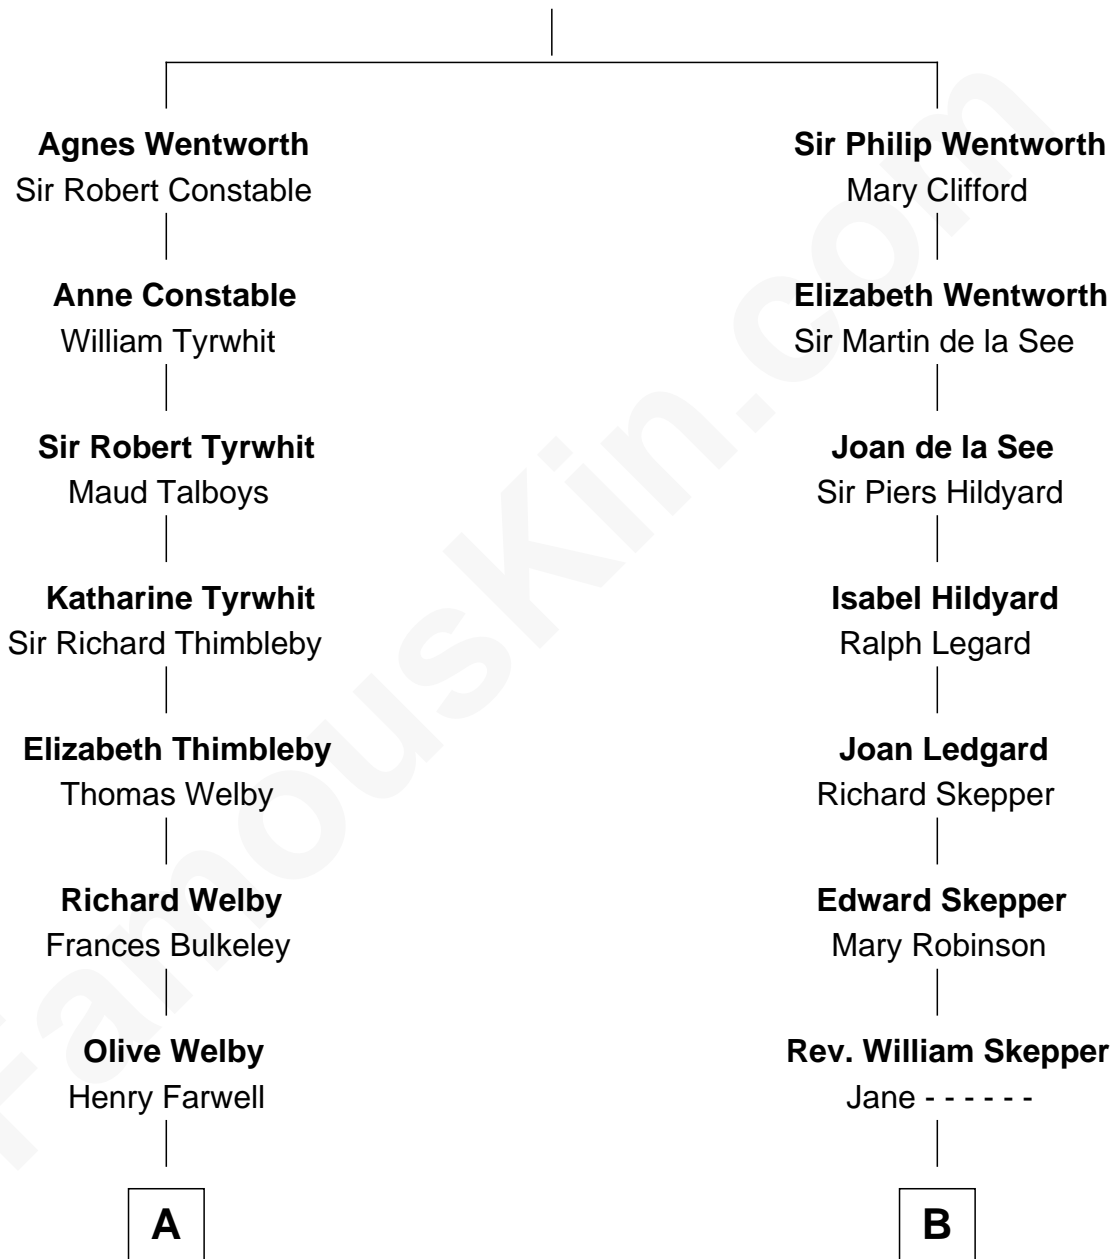 Agnes Wentworth
Sir Robert Constable
Anne Constable
William Tyrwhit
Sir Robert Tyrwhit
Maud Talboys
Katharine Tyrwhit
Sir Richard Thimbleby
Elizabeth Thimbleby
Thomas Welby
Richard Welby
Frances Bulkeley
Olive Welby
Henry Farwell
A
Sir Philip Wentworth
Mary Clifford
Elizabeth Wentworth
Sir Martin de la See
Joan de la See
Sir Piers Hildyard
Isabel Hildyard
Ralph Legard
Joan Ledgard
Richard Skepper
Edward Skepper
Mary Robinson
Rev. William Skepper
Jane - - - - - -
B
FamousKin.com